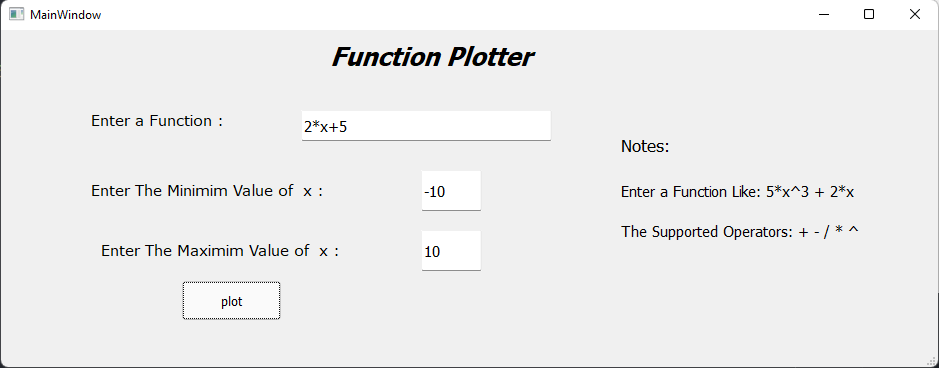 MainWindow
Function Plotter
Enter a Function :
2*x+5
Notes:
Enter The Minimim Value of x :
-10
Enter a Function Like: 5*x^3 + 2*x
The Supported Operators: + - / * ^
Enter The Maximim Value of x :
10
plot